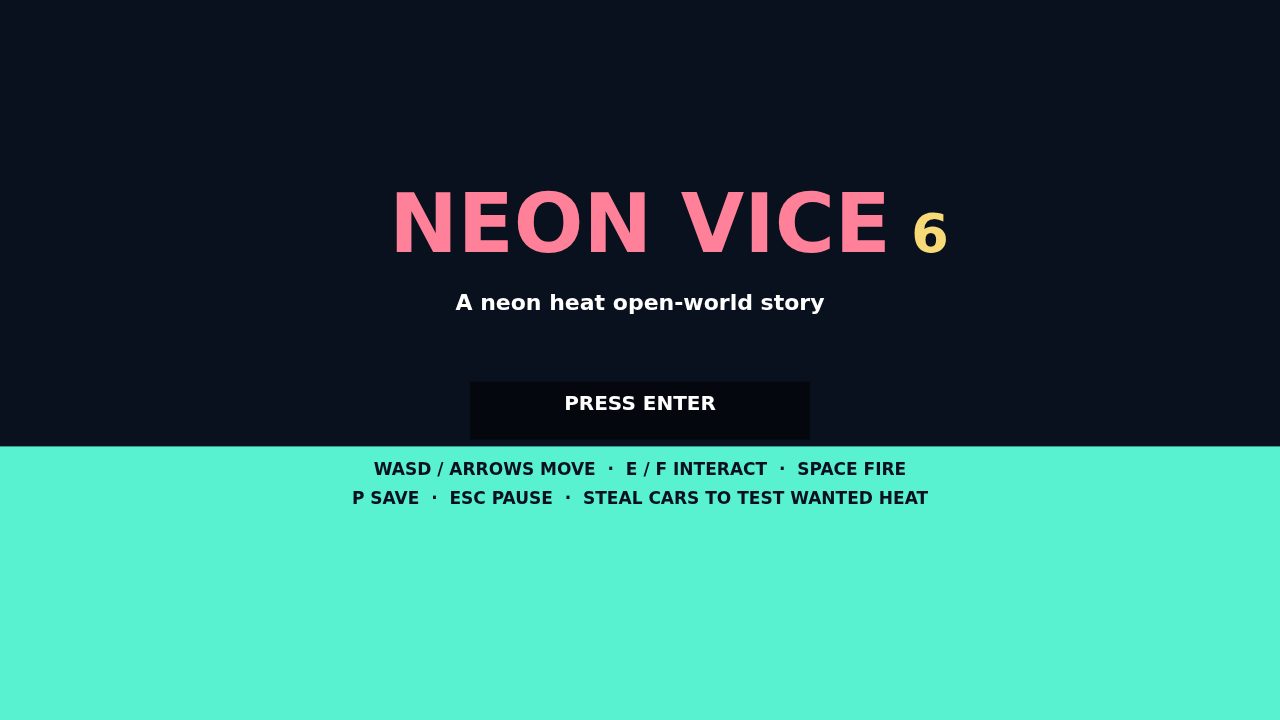 NEON VICE 6
A neon heat open-world story
PRESS ENTER
WASD / ARROWS MOVE · E / F INTERACT · SPACE FIRE
P SAVE · ESC PAUSE · STEAL CARS TO TEST WANTED HEAT